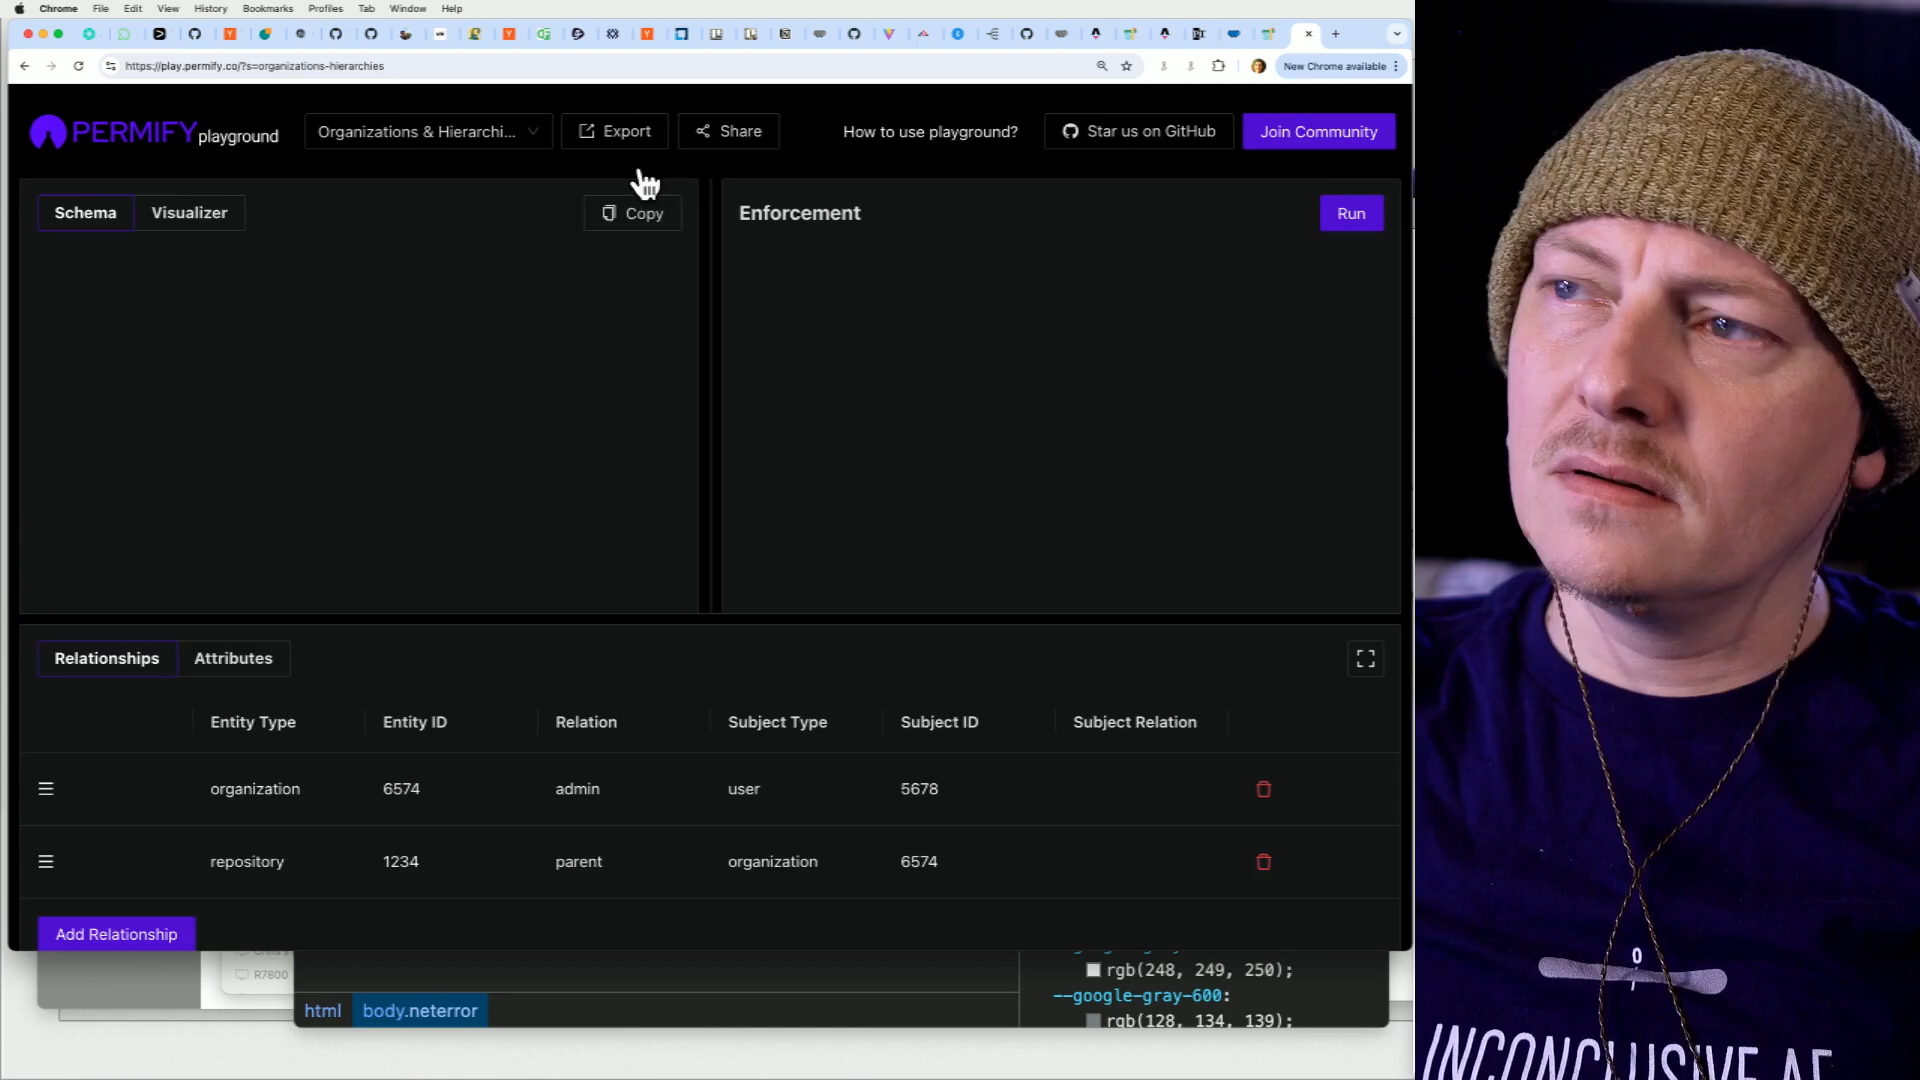 Chrome File Edit View History Bookmarks Profiles Tab Window Help
https://play.permify.co/?s=organizations-hierarchies
New Chrome available
PERMIFY playground
Organizations & Hierarchi...
Export
Share
How to use playground?
Star us on GitHub
Join Community
Schema
Visualizer
Copy
Enforcement
Run
Relationships
Attributes
Entity Type Entity ID Relation Subject Type Subject ID Subject Relation
organization 6574 admin user 5678
repository 1234 parent organization 6574
Add Relationship
R7800
rgb(248, 249, 250);
--google-gray-600:
rgb(128, 134, 139);
html body.neterror
0
INCONCLUSIVE AF